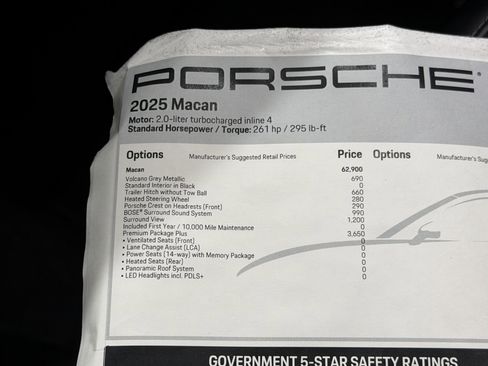 PORSCHE®
2025 Macan
Motor: 2.0-liter turbocharged inline 4
Standard Horsepower / Torque: 261 hp / 295 lb-ft
Options Manufacturer's Suggested Retail Prices Price Options Manufacturer's
Macan 62,900
Volcano Grey Metallic 690
Standard Interior in Black 0
Trailer Hitch without Tow Ball 660
Heated Steering Wheel 280
Porsche Crest on Headrests (Front) 290
BOSE® Surround Sound System 990
Surround View 1,200
Included First Year / 10,000 Mile Maintenance 0
Premium Package Plus 3,650
• Ventilated Seats (Front) 0
• Lane Change Assist (LCA) 0
• Power Seats (14-way) with Memory Package 0
• Heated Seats (Rear) 0
• Panoramic Roof System 0
• LED Headlights incl. PDLS+ 0
GOVERNMENT 5-STAR SAFETY RATINGS